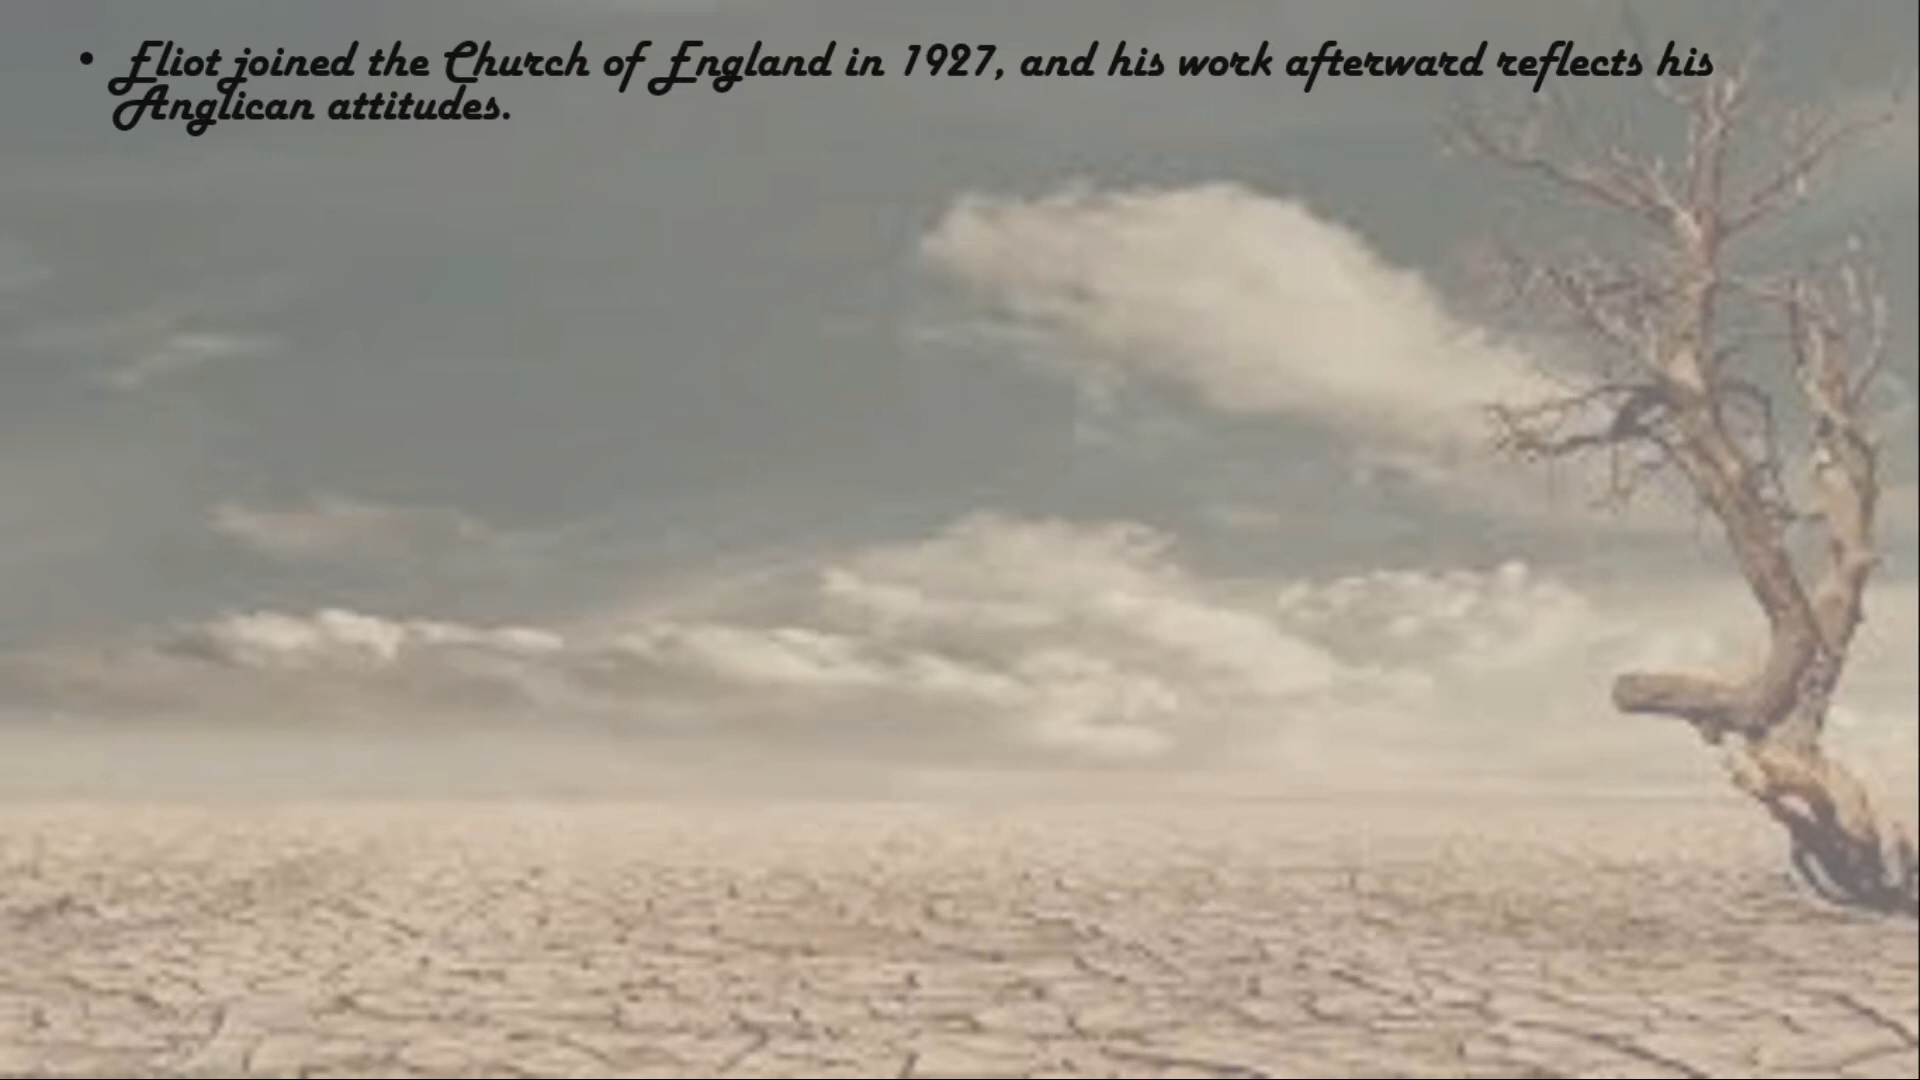 • Eliot joined the Church of England in 1927, and his work afterward reflects his
Anglican attitudes.